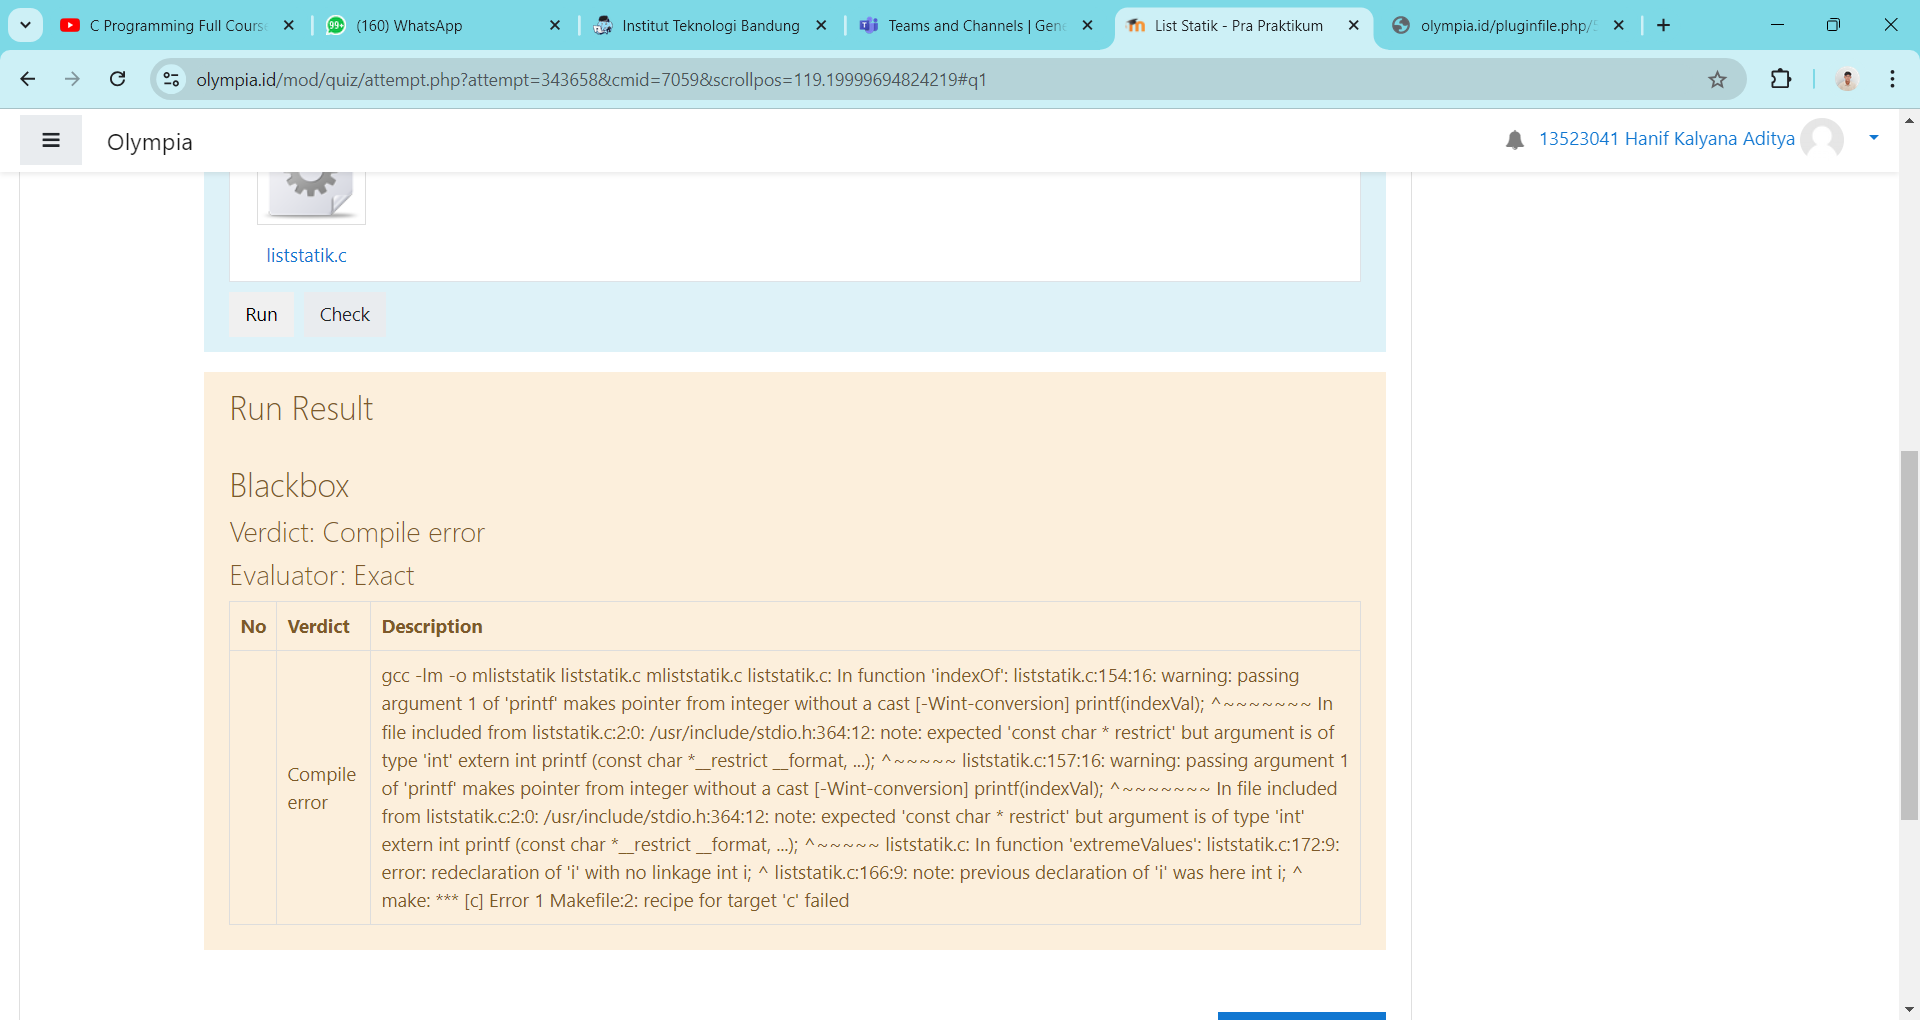 C Programming Full Course
(160) WhatsApp
Institut Teknologi Bandung
Teams and Channels | Gene
List Statik - Pra Praktikum
olympia.id/pluginfile.php/5
olympia.id/mod/quiz/attempt.php?attempt=343658&cmid=7059&scrollpos=119.19999694824219#q1
Olympia
13523041 Hanif Kalyana Aditya
liststatik.c
Run Check
Run Result
Blackbox
Verdict: Compile error
Evaluator: Exact
No Verdict Description
Compile error
gcc -lm -o mliststatik liststatik.c mliststatik.c liststatik.c: In function 'indexOf': liststatik.c:154:16: warning: passing
argument 1 of 'printf' makes pointer from integer without a cast [-Wint-conversion] printf(indexVal); ^~~~~~~~ In
file included from liststatik.c:2:0: /usr/include/stdio.h:364:12: note: expected 'const char * restrict' but argument is of
type 'int' extern int printf (const char *__restrict __format, ...); ^~~~~~ liststatik.c:157:16: warning: passing argument 1
of 'printf' makes pointer from integer without a cast [-Wint-conversion] printf(indexVal); ^~~~~~~~ In file included
from liststatik.c:2:0: /usr/include/stdio.h:364:12: note: expected 'const char * restrict' but argument is of type 'int'
extern int printf (const char *__restrict __format, ...); ^~~~~~ liststatik.c: In function 'extremeValues': liststatik.c:172:9:
error: redeclaration of 'i' with no linkage int i; ^ liststatik.c:166:9: note: previous declaration of 'i' was here int i; ^
make: *** [c] Error 1 Makefile:2: recipe for target 'c' failed